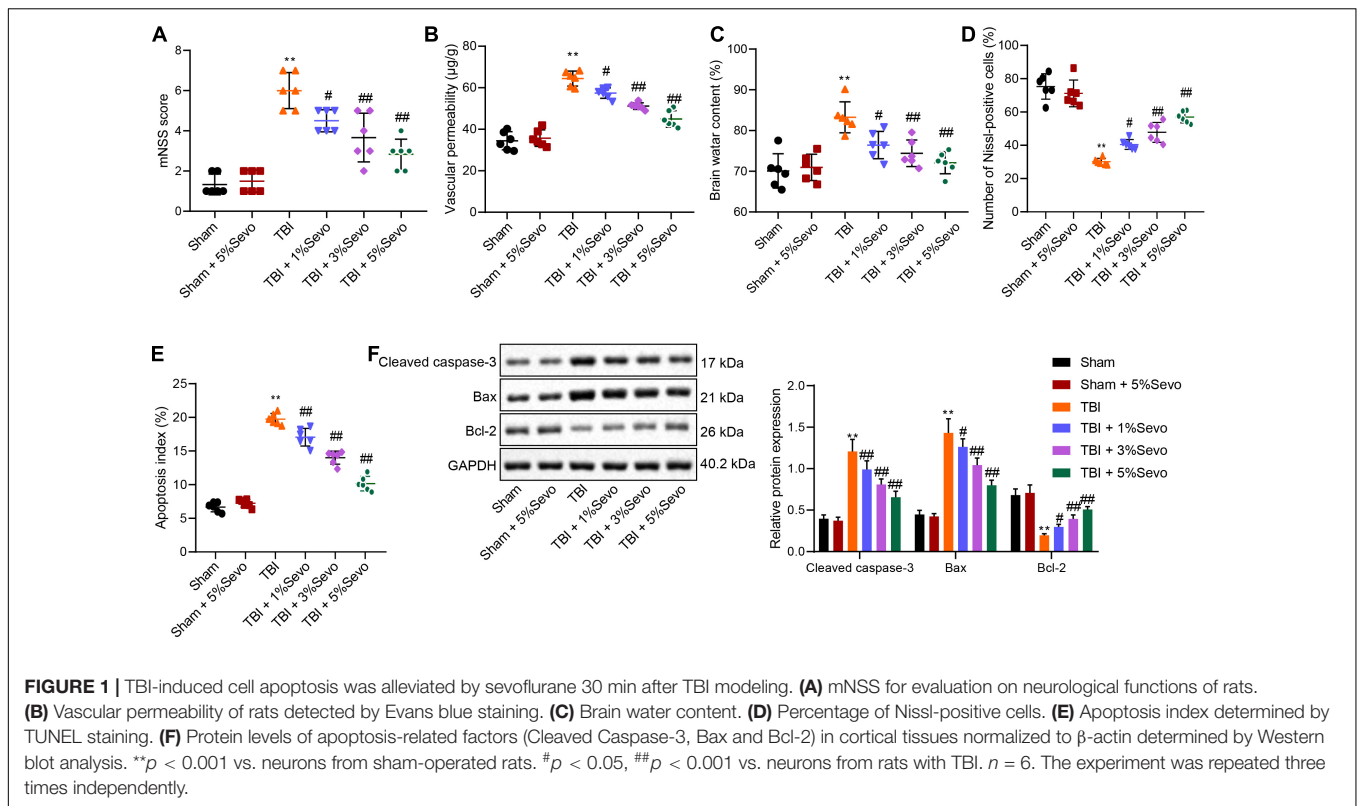 A
mNSS score
8
6
4
2
0
**
#
##
##
Sham
Sham + 5%Sevo
TBI
TBI + 1%Sevo
TBI + 3%Sevo
TBI + 5%Sevo
B
Vascular permeability (μg/g)
80
60
40
20
0
**
#
##
##
Sham
Sham + 5%Sevo
TBI
TBI + 1%Sevo
TBI + 3%Sevo
TBI + 5%Sevo
C
Brain watar content (%)
100
90
80
70
60
**
#
##
##
Sham
Sham + 5%Sevo
TBI
TBI + 1%Sevo
TBI + 3%Sevo
TBI + 5%Sevo
D
Number of Nissl-positive cells (%)
100
80
60
40
20
0
**
#
##
##
Sham
Sham + 5%Sevo
TBI
TBI + 1%Sevo
TBI + 3%Sevo
TBI + 5%Sevo
E
Apoptosis index (%)
25
20
15
10
5
0
**
##
##
##
Sham
Sham + 5%Sevo
TBI
TBI + 1%Sevo
TBI + 3%Sevo
TBI + 5%Sevo
F
Cleaved caspase-3
17 kDa
Bax
21 kDa
Bcl-2
26 kDa
GAPDH
40.2 kDa
Sham
Sham + 5%Sevo
TBI
TBI + 1%Sevo
TBI + 3%Sevo
TBI + 5%Sevo
Relative protein expression
2.0
1.5
1.0
0.5
0.0
**
##
##
##
**
#
##
##
**
#
##
##
Cleaved caspase-3
Bax
Bcl-2
Sham
Sham + 5%Sevo
TBI
TBI + 1%Sevo
TBI + 3%Sevo
TBI + 5%Sevo
FIGURE 1 | TBI-induced cell apoptosis was alleviated by sevoflurane 30 min after TBI modeling. (A) mNSS for evaluation on neurological functions of rats.
(B) Vascular permeability of rats detected by Evans blue staining. (C) Brain water content. (D) Percentage of Nissl-positive cells. (E) Apoptosis index determined by
TUNEL staining. (F) Protein levels of apoptosis-related factors (Cleaved Caspase-3, Bax and Bcl-2) in cortical tissues normalized to β-actin determined by Western
blot analysis. **p < 0.001 vs. neurons from sham-operated rats. #p < 0.05, ##p < 0.001 vs. neurons from rats with TBI. n = 6. The experiment was repeated three
times independently.